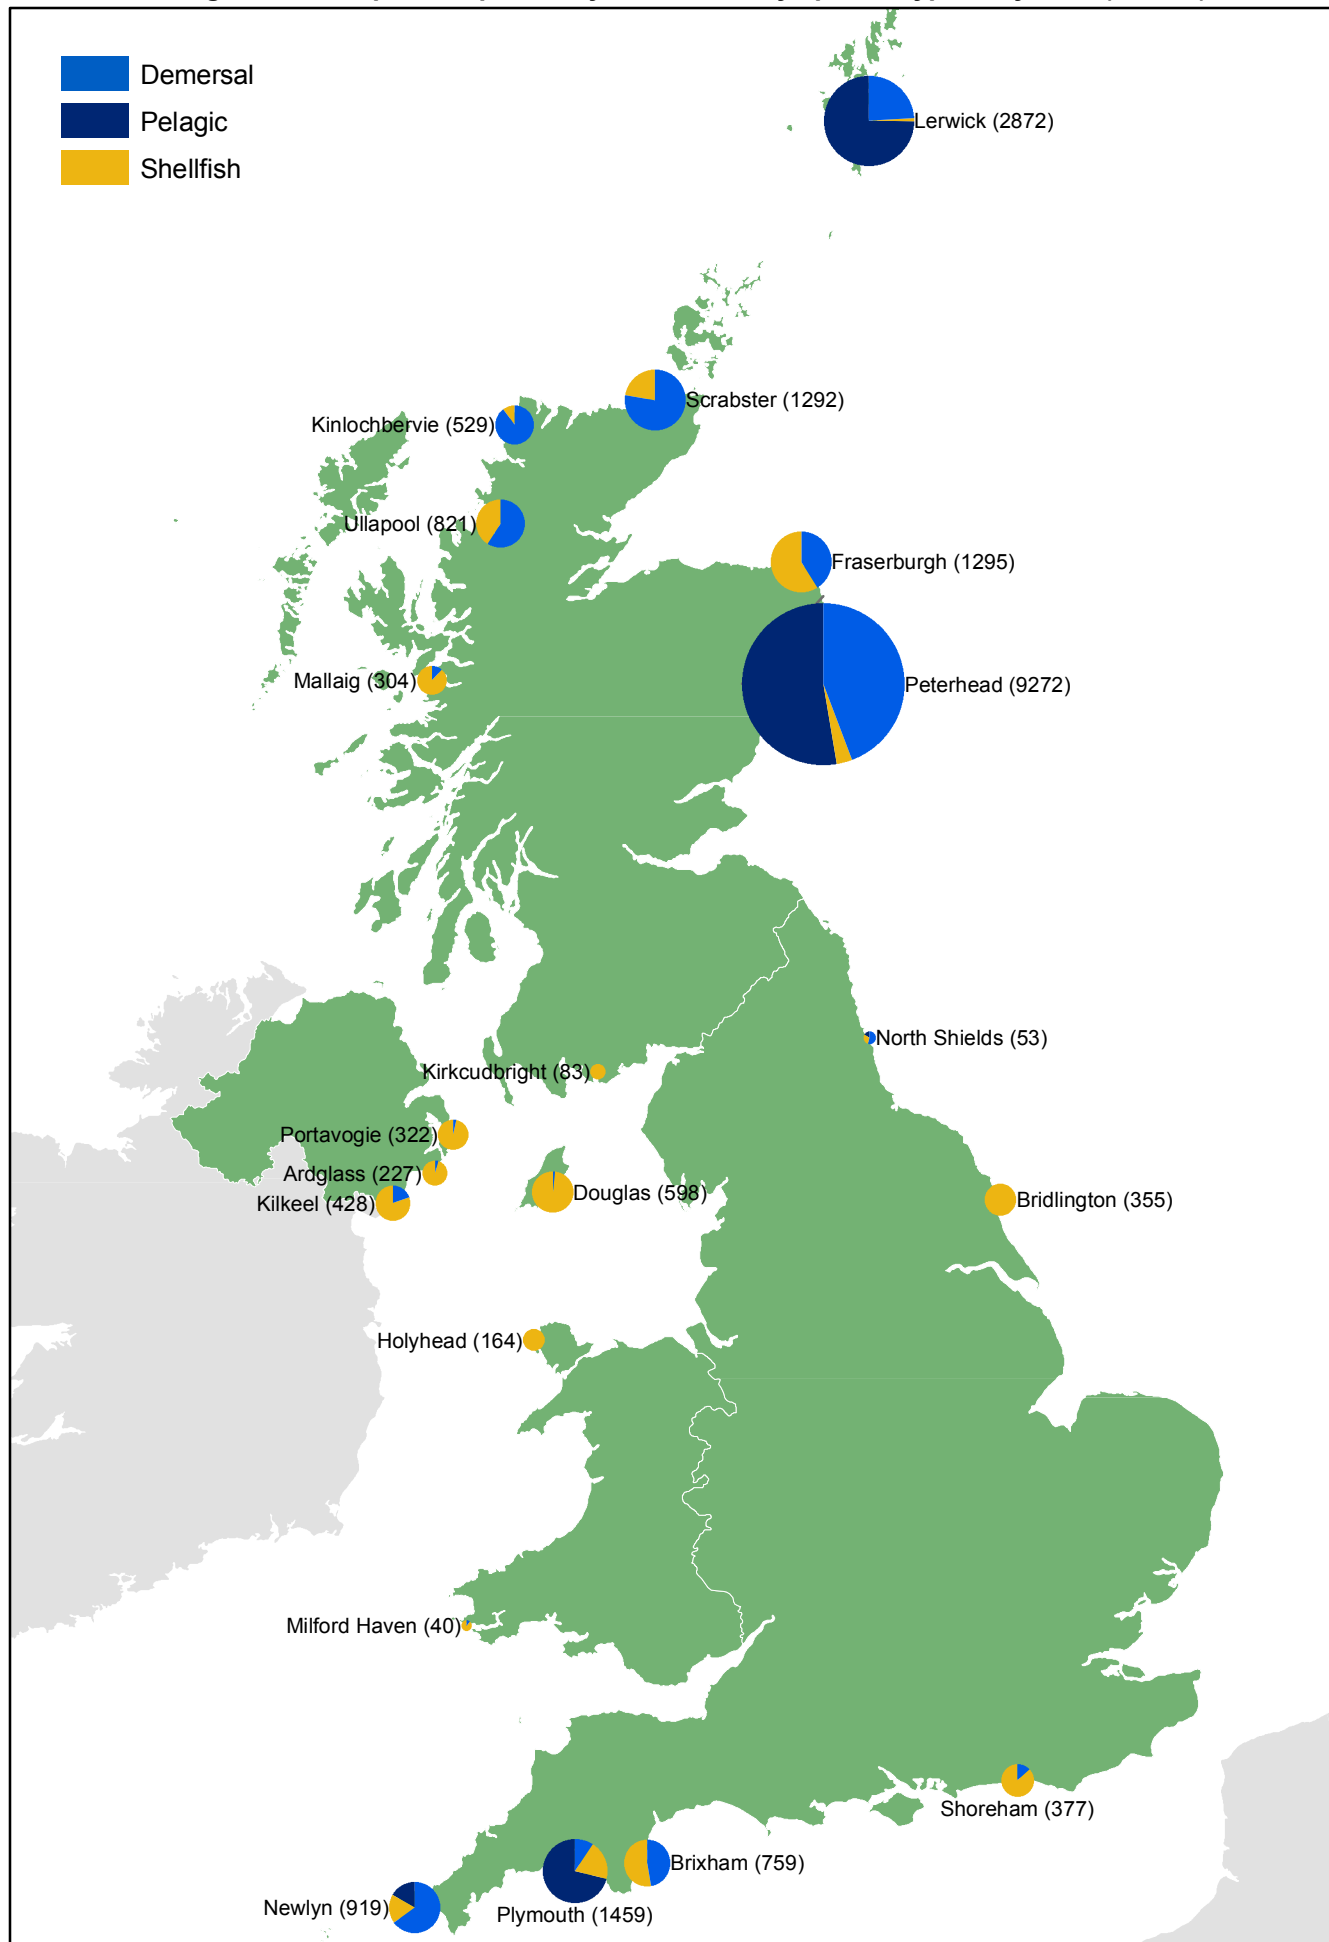 Demersal
Pelagic
Shellfish
Lerwick (2872)
Scrabster (1292)
Kinlochbervie (529)
Ullapool (821)
Fraserburgh (1295)
Mallaig (304)
Peterhead (9272)
North Shields (53)
Kirkcudbright (83)
Portavogie (322)
Ardglass (227)
Kilkeel (428)
Douglas (598)
Bridlington (355)
Holyhead (164)
Milford Haven (40)
Shoreham (377)
Brixham (759)
Newlyn (919)
Plymouth (1459)